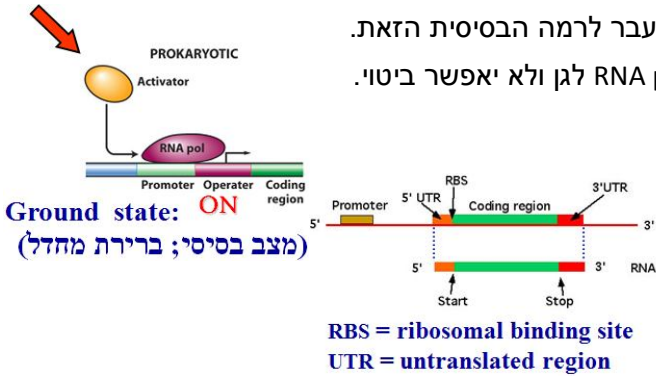 עבר לרמה הבסיסית הזאת.
RNA לגן ולא יאפשר ביטוי.
PROKARYOTIC
Activator
RNA pol
Promoter Operater Coding region
Ground state: ON
(מצב בסיסי; ברירת מחדל)
Promoter
5' UTR
RBS
Coding region
3'UTR
5'
3'
5'
3'
RNA
Start
Stop
RBS = ribosomal binding site
UTR = untranslated region